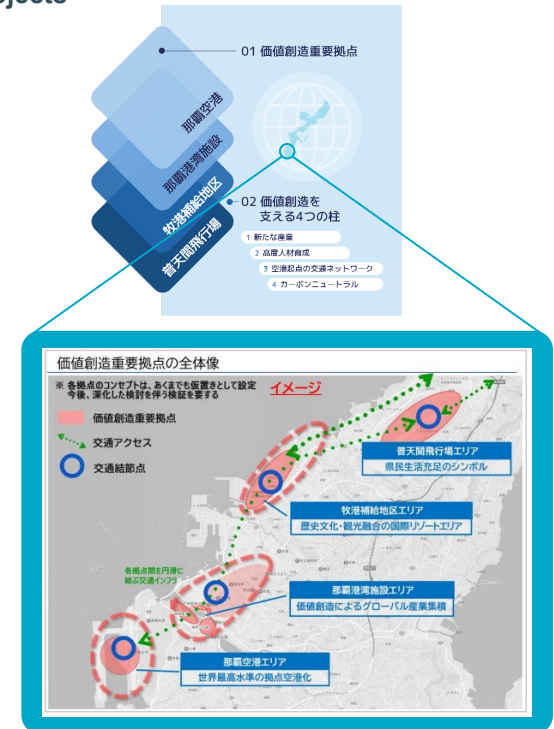 jects
01 価値創造重要拠点
那覇空港
那覇港湾施設
牧港補給地区
普天間飛行場
02 価値創造を
支える4つの柱
1 新たな産業
2 高度人材育成
3 空港起点の交通ネットワーク
4 カーボンニュートラル
価値創造重要拠点の全体像
※ 各拠点のコンセプトは、あくまでも仮置きとして設定
今後、深化した検討を伴う検証を要する
イメージ
価値創造重要拠点
交通アクセス
交通結節点
普天間飛行場エリア
県民生活充足のシンボル
牧港補給地区エリア
歴史文化・観光融合の国際リゾートエリア
各拠点間を円滑に
結ぶ交通インフラ
那覇港湾施設エリア
価値創造によるグローバル産業集積
那覇空港エリア
世界最高水準の拠点空港化